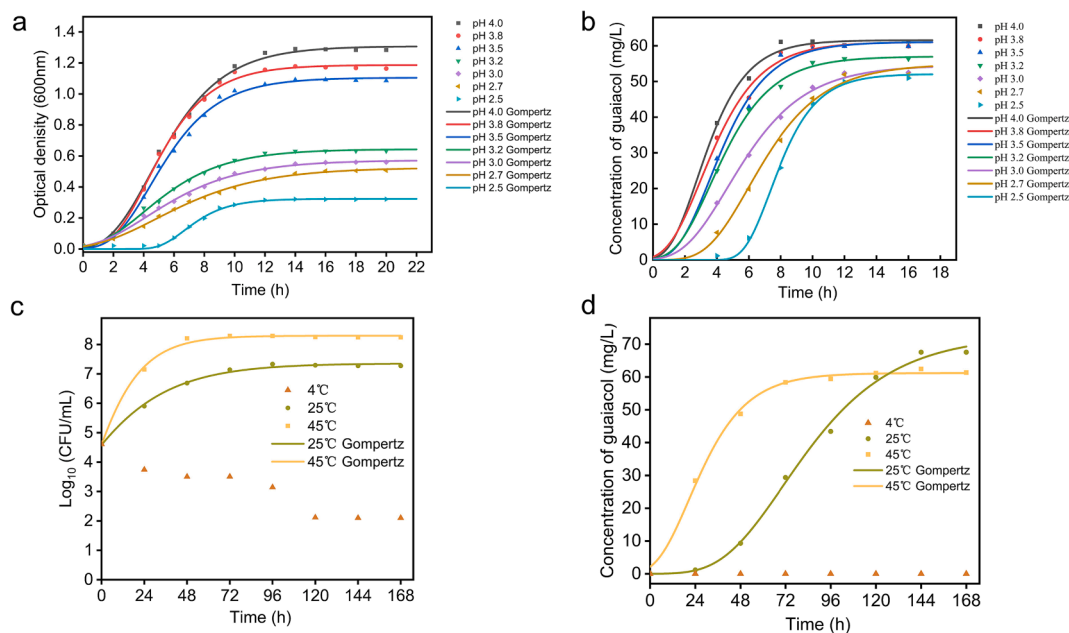 a
Optical denisity (600nm)
1.4
1.2
1.0
0.8
0.6
0.4
0.2
0.0
0 2 4 6 8 10 12 14 16 18 20 22
Time (h)
pH 4.0
pH 3.8
pH 3.5
pH 3.2
pH 3.0
pH 2.7
pH 2.5
pH 4.0 Gompertz
pH 3.8 Gompertz
pH 3.5 Gompertz
pH 3.2 Gompertz
pH 3.0 Gompertz
pH 2.7 Gompertz
pH 2.5 Gompertz
b
Concentration of guaiacol (mg/L)
60
50
40
30
20
10
0
0 2 4 6 8 10 12 14 16 18
Time (h)
pH 4.0
pH 3.8
pH 3.5
pH 3.2
pH 3.0
pH 2.7
pH 2.5
pH 4.0 Gompertz
pH 3.8 Gompertz
pH 3.5 Gompertz
pH 3.2 Gompertz
pH 3.0 Gompertz
pH 2.7 Gompertz
pH 2.5 Gompertz
c
Log10 (CFU/mL)
8
7
6
5
4
3
2
1
0
0 24 48 72 96 120 144 168
Time (h)
4℃
25℃
45℃
25℃ Gompertz
45℃ Gompertz
d
Concentration of guaiacol (mg/L)
70
60
50
40
30
20
10
0
0 24 48 72 96 120 144 168
Time (h)
4℃
25℃
45℃
25℃ Gompertz
45℃ Gompertz